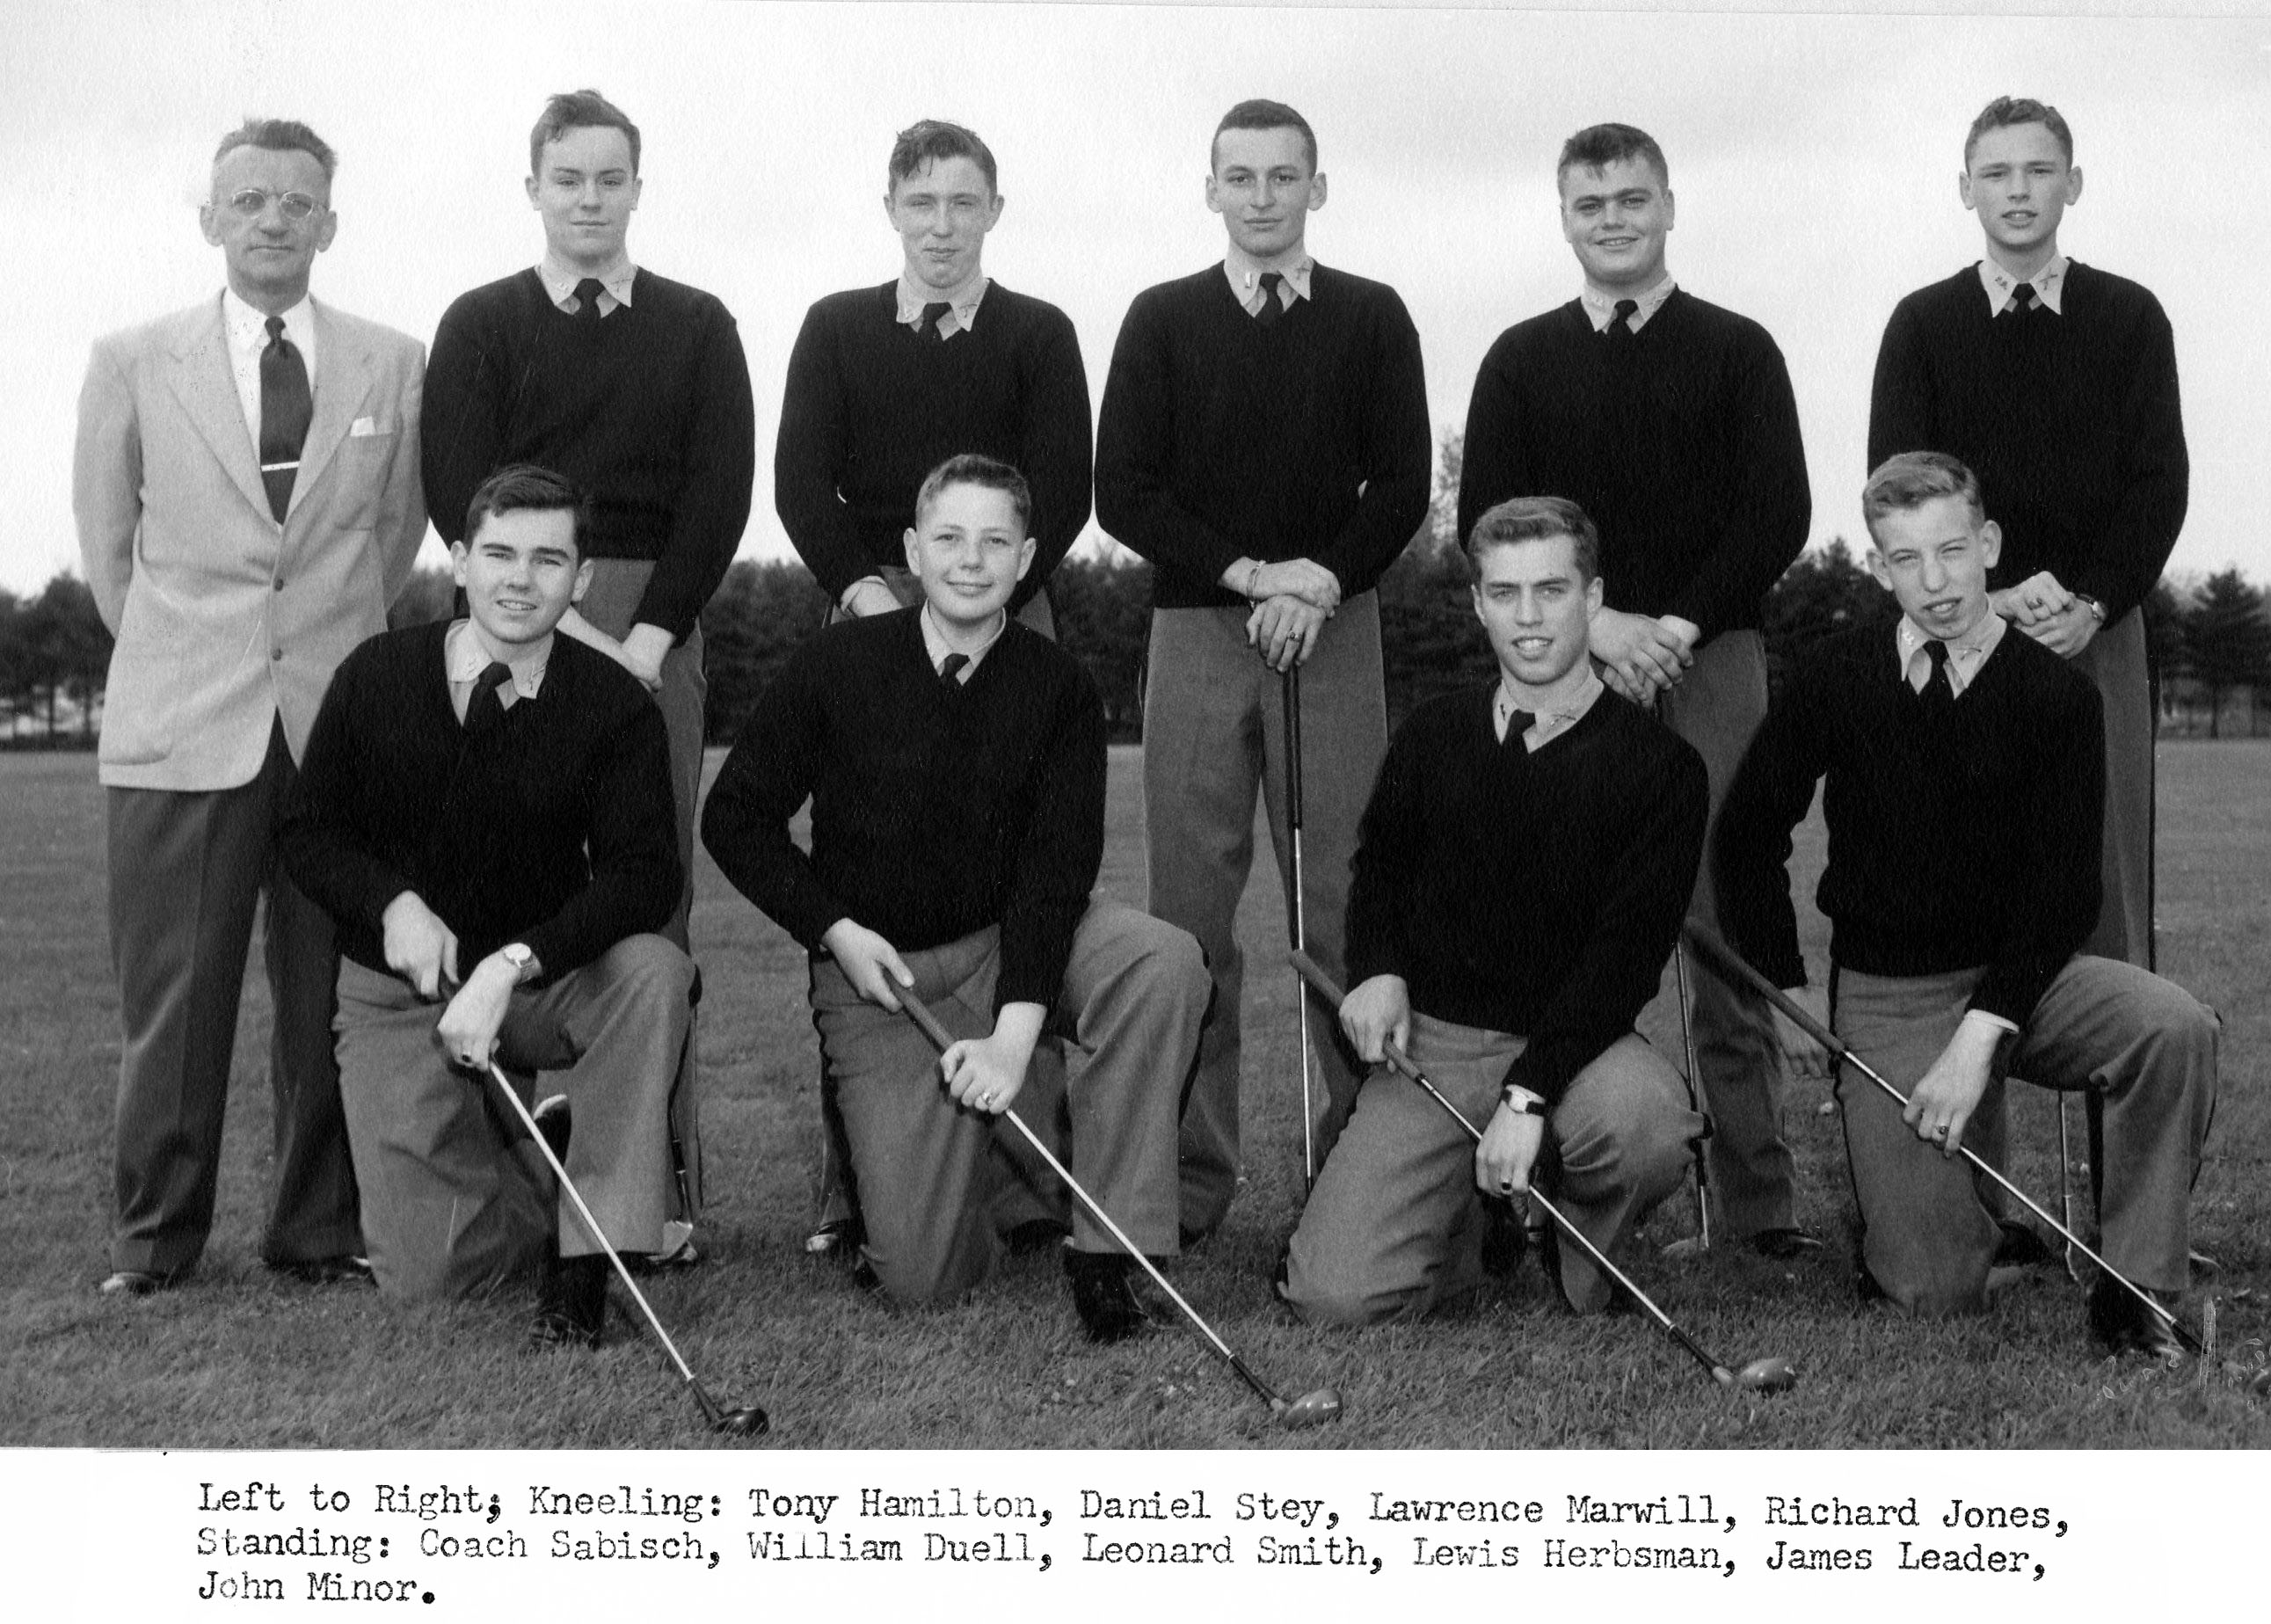 Left to Right; Kneeling: Tony Hamilton, Daniel Stey, Lawrence Marwill, Richard Jones,
Standing: Coach Sabisch, William Duell, Leonard Smith, Lewis Herbsman, James Leader,
John Minor.